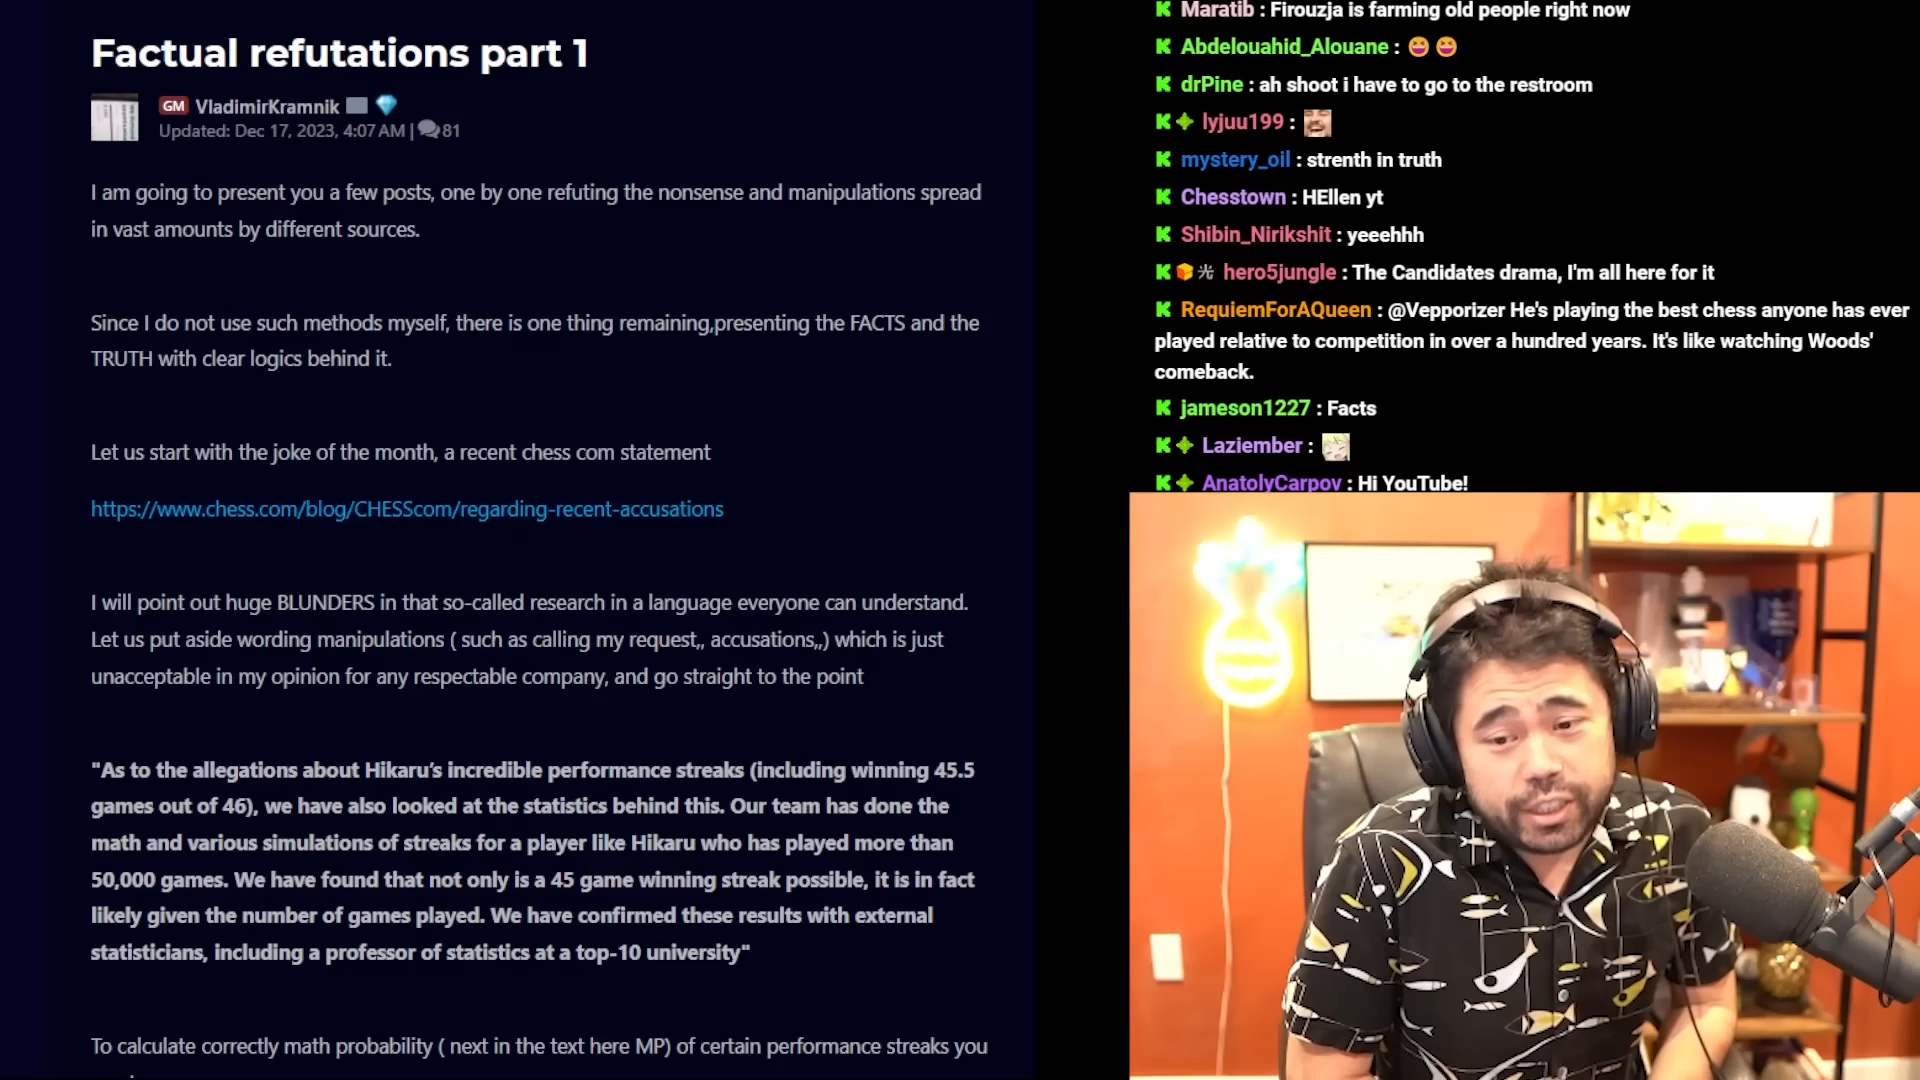 Factual refutations part 1
GM VladimirKramnik
Updated: Dec 17, 2023, 4:07 AM | 81
I am going to present you a few posts, one by one refuting the nonsense and manipulations spread
in vast amounts by different sources.
Since I do not use such methods myself, there is one thing remaining,presenting the FACTS and the
TRUTH with clear logics behind it.
Let us start with the joke of the month, a recent chess com statement
https://www.chess.com/blog/CHESScom/regarding-recent-accusations
I will point out huge BLUNDERS in that so-called research in a language everyone can understand.
Let us put aside wording manipulations ( such as calling my request,, accusations,,) which is just
unacceptable in my opinion for any respectable company, and go straight to the point
"As to the allegations about Hikaru's incredible performance streaks (including winning 45.5
games out of 46), we have also looked at the statistics behind this. Our team has done the
math and various simulations of streaks for a player like Hikaru who has played more than
50,000 games. We have found that not only is a 45 game winning streak possible, it is in fact
likely given the number of games played. We have confirmed these results with external
statisticians, including a professor of statistics at a top-10 university"
To calculate correctly math probability ( next in the text here MP) of certain performance streaks you
Maratib : Firouzja is farming old people right now
Abdelouahid_Alouane : 😆 😆
drPine : ah shoot i have to go to the restroom
lyjuu199 :
mystery_oil : strenth in truth
Chesstown : HEllen yt
Shibin_Nirikshit : yeeehhh
hero5jungle : The Candidates drama, I'm all here for it
RequiemForAQueen : @Vepporizer He's playing the best chess anyone has ever
played relative to competition in over a hundred years. It's like watching Woods'
comeback.
jameson1227 : Facts
Laziember :
AnatolyCarpov : Hi YouTube!